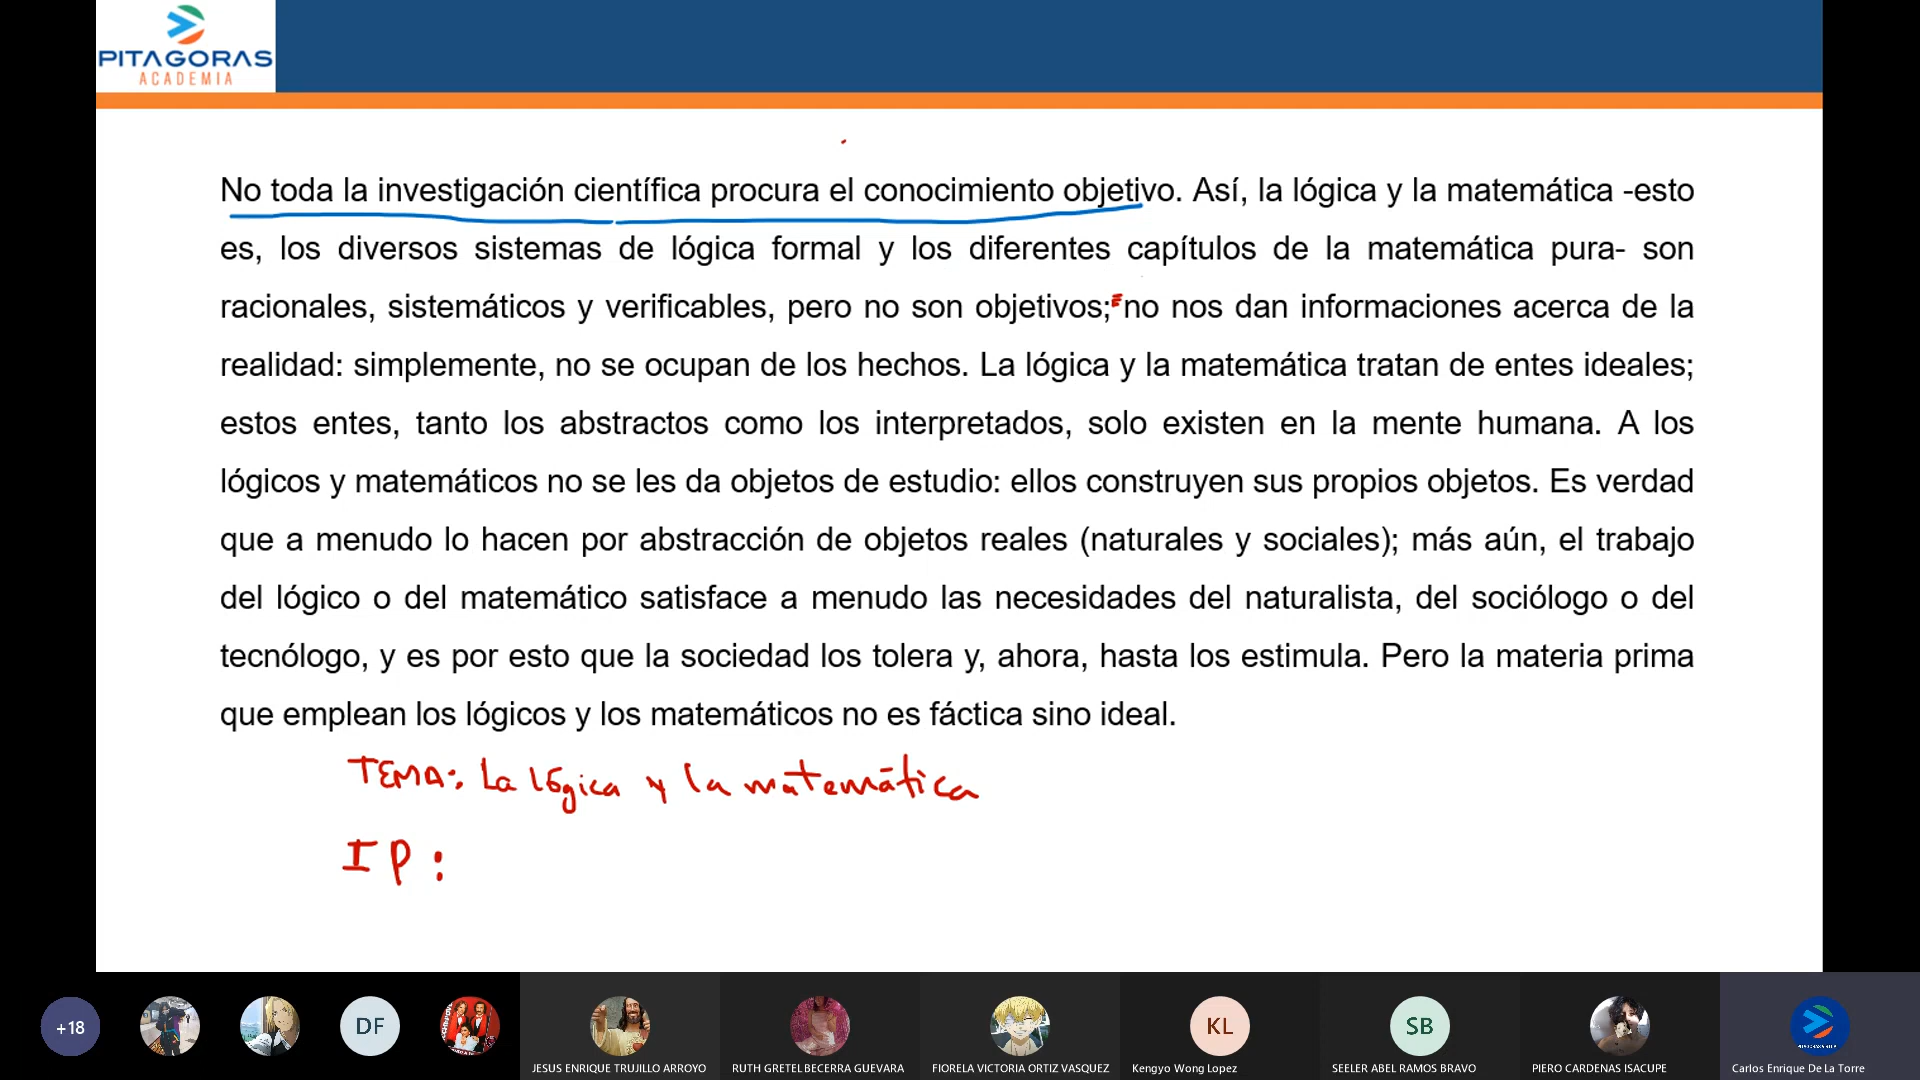 PITAGORAS
ACADEMIA
No toda la investigación científica procura el conocimiento objetivo. Así, la lógica y la matemática -esto
es, los diversos sistemas de lógica formal y los diferentes capítulos de la matemática pura- son
racionales, sistemáticos y verificables, pero no son objetivos; no nos dan informaciones acerca de la
realidad: simplemente, no se ocupan de los hechos. La lógica y la matemática tratan de entes ideales;
estos entes, tanto los abstractos como los interpretados, solo existen en la mente humana. A los
lógicos y matemáticos no se les da objetos de estudio: ellos construyen sus propios objetos. Es verdad
que a menudo lo hacen por abstracción de objetos reales (naturales y sociales); más aún, el trabajo
del lógico o del matemático satisface a menudo las necesidades del naturalista, del sociólogo o del
tecnólogo, y es por esto que la sociedad los tolera y, ahora, hasta los estimula. Pero la materia prima
que emplean los lógicos y los matemáticos no es fáctica sino ideal.
TEMA: La lógica y la matemática
IP:
+18
DF
KL
SB
JESUS ENRIQUE TRUJILLO ARROYO
RUTH GRETEL BECERRA GUEVARA
FIORELA VICTORIA ORTIZ VASQUEZ
Kengyo Wong Lopez
SEELER ABEL RAMOS BRAVO
PIERO CARDENAS ISACUPE
Carlos Enrique De La Torre